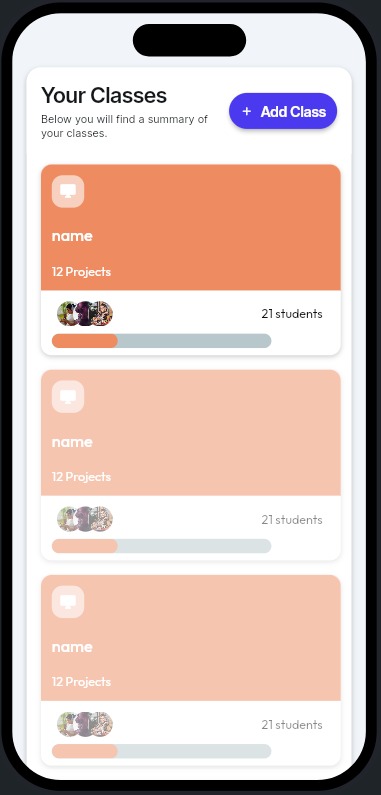 Your Classes
Below you will find a summary of
your classes.
+ Add Class
name
12 Projects
21 students
name
12 Projects
21 students
name
12 Projects
21 students